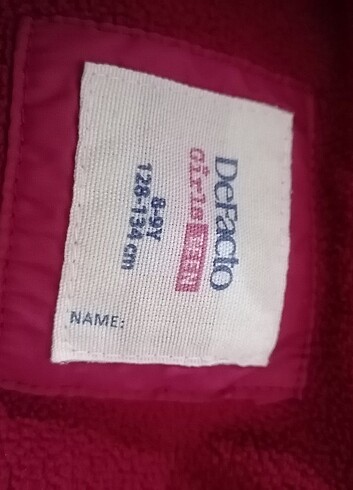 DeFacto
Girls
8-9Y
128-134 cm
NAME: